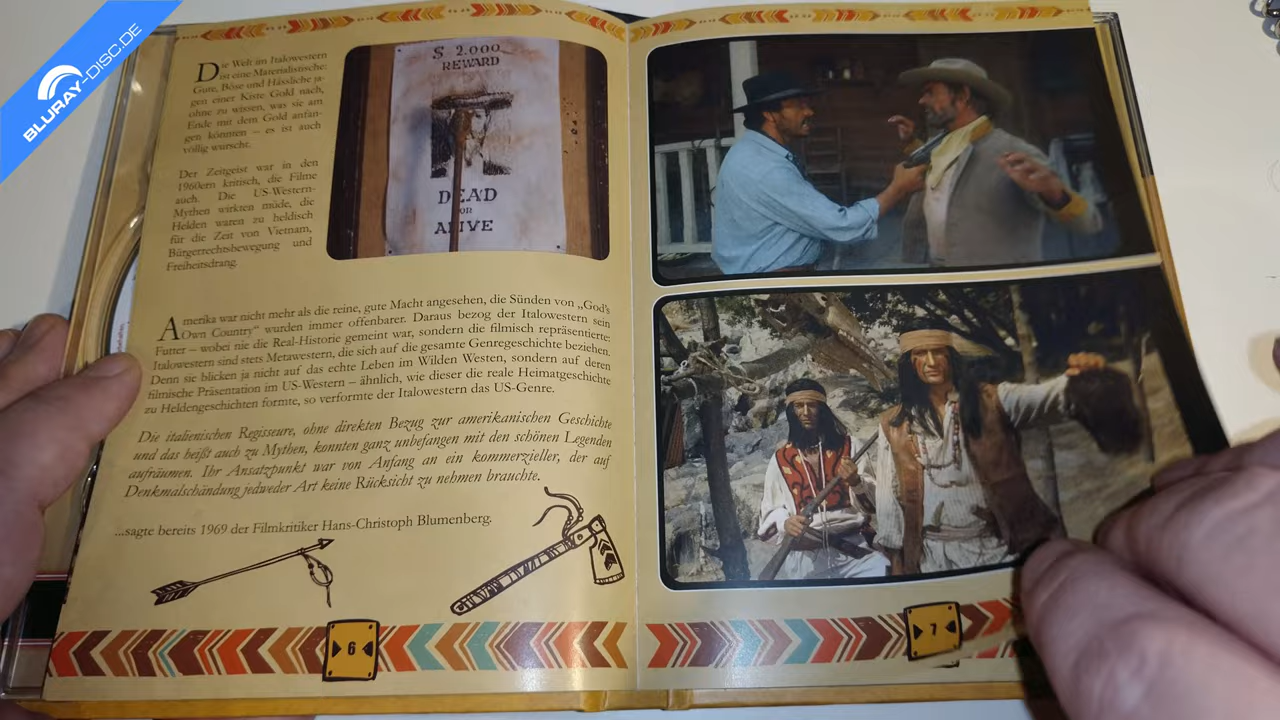 BLURAY-DISC.DE
Die Welt im Italowestern
ist eine Materialistische:
Gute, Böse und Hässliche ja-
gen einer Kiste Gold nach,
ohne zu wissen, was sie am
Ende mit dem Gold anfan-
gen könnten – es ist auch
völlig wurscht.
Der Zeitgeist war in den
1960ern kritisch, die Filme
auch. Die US-Western-
Mythen wirkten müde, die
Helden waren zu heldisch
für die Zeit von Vietnam,
Bürgerrechtsbewegung und
Freiheitsdrang.
$ 2.000
REWARD
DEAD
OR
ALIVE
Amerika war nicht mehr als die reine, gute Macht angesehen, die Sünden von „God's
Own Country“ wurden immer offenbarer. Daraus bezog der Italowestern sein
Futter – wobei nie die Real-Historie gemeint war, sondern die filmisch repräsentierte:
Italowestern sind stets Metawestern, die sich auf die gesamte Genregeschichte beziehen.
Denn sie blicken ja nicht auf das echte Leben im Wilden Westen, sondern auf deren
filmische Präsentation im US-Western – ähnlich, wie dieser die reale Heimatgeschichte
zu Heldengeschichten formte, so verformte der Italowestern das US-Genre.
Die italienischen Regisseure, ohne direkten Bezug zur amerikanischen Geschichte
und das heißt auch zu Mythen, konnten ganz unbefangen mit den schönen Legenden
aufräumen. Ihr Ansatzpunkt war von Anfang an ein kommerzieller, der auf
Denkmalschändung jedweder Art keine Rücksicht zu nehmen brauchte.
...sagte bereits 1969 der Filmkritiker Hans-Christoph Blumenberg.
6
7